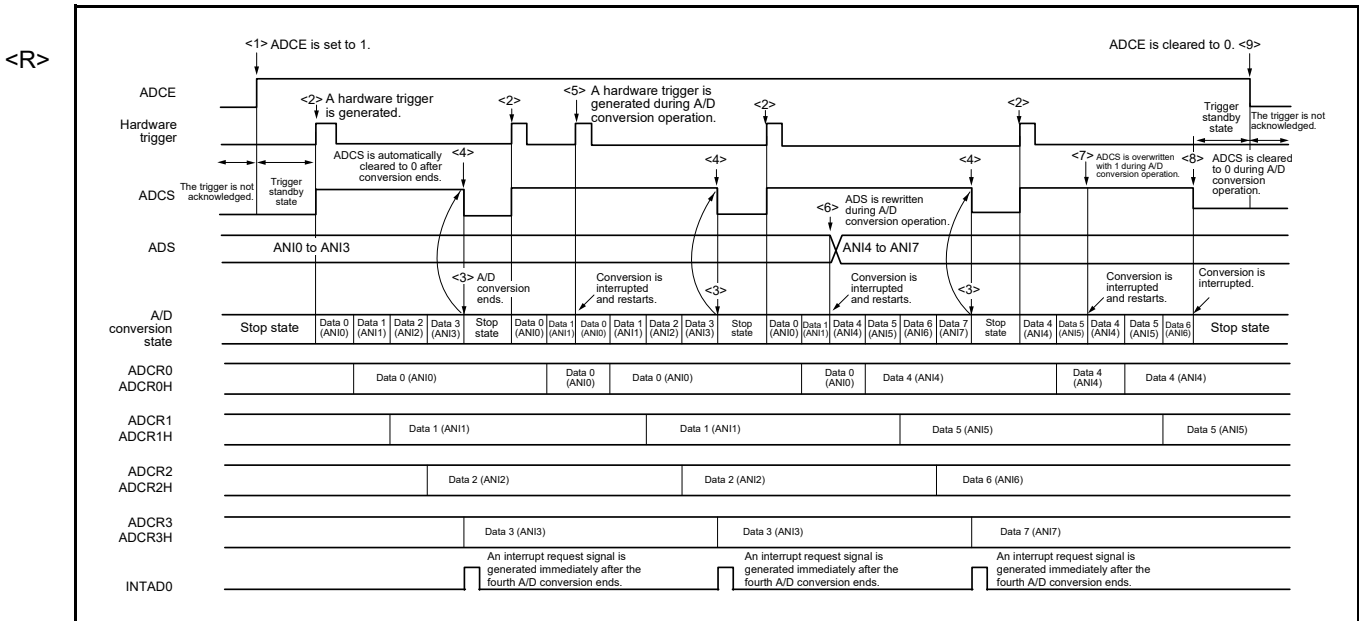 <R>
<1> ADCE is set to 1.
ADCE is cleared to 0. <9>
ADCE
<2> A hardware trigger
is generated.
<2>
<5> A hardware trigger is
generated during A/D
conversion operation.
<2>
<2>
Trigger
standby
state
The trigger is not
acknowledged.
Hardware
trigger
ADCS is automatically
cleared to 0 after
conversion ends.
<4>
<4>
<4>
<7> ADCS is overwritten
with 1 during A/D
conversion operation.
<8>
ADCS is cleared
to 0 during A/D
conversion
operation.
ADCS
The trigger is not
acknowledged.
Trigger
standby
state
<6> ADS is rewritten
during A/D
conversion operation.
ADS
ANI0 to ANI3
ANI4 to ANI7
<3> A/D
conversion
ends.
Conversion is
interrupted
and restarts.
<3>
Conversion is
interrupted
and restarts.
<3>
Conversion is
interrupted
and restarts.
Conversion is
interrupted.
A/D
conversion
state
Stop state
Data 0
(ANI0)
Data 1
(ANI1)
Data 2
(ANI2)
Data 3
(ANI3)
Stop
state
Data 0
(ANI0)
Data 1
(ANI1)
Data 0
(ANI0)
Data 1
(ANI1)
Data 2
(ANI2)
Data 3
(ANI3)
Stop
state
Data 0
(ANI0)
Data 1
(ANI1)
Data 4
(ANI4)
Data 5
(ANI5)
Data 6
(ANI6)
Data 7
(ANI7)
Stop
state
Data 4
(ANI4)
Data 5
(ANI5)
Data 4
(ANI4)
Data 5
(ANI5)
Data 6
(ANI6)
Stop state
ADCR0
ADCR0H
Data 0 (ANI0)
Data 0
(ANI0)
Data 0 (ANI0)
Data 0
(ANI0)
Data 4 (ANI4)
Data 4
(ANI4)
Data 4 (ANI4)
ADCR1
ADCR1H
Data 1 (ANI1)
Data 1 (ANI1)
Data 5 (ANI5)
Data 5 (ANI5)
ADCR2
ADCR2H
Data 2 (ANI2)
Data 2 (ANI2)
Data 6 (ANI6)
ADCR3
ADCR3H
Data 3 (ANI3)
Data 3 (ANI3)
Data 7 (ANI7)
INTAD0
An interrupt request signal is
generated immediately after the
fourth A/D conversion ends.
An interrupt request signal is
generated immediately after the
fourth A/D conversion ends.
An interrupt request signal is
generated immediately after the
fourth A/D conversion ends.